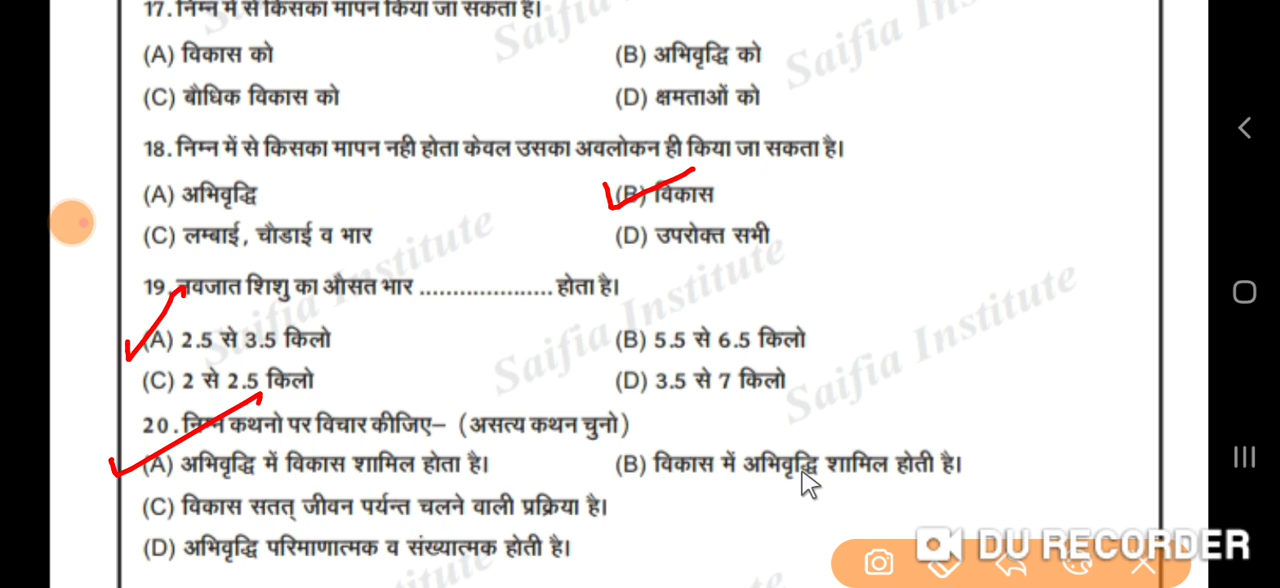 17. निम्न में से किसका मापन किया जा सकता है।
(A) विकास को (B) अभिवृद्धि को
(C) बौधिक विकास को (D) क्षमताओं को
18. निम्न में से किसका मापन नही होता केवल उसका अवलोकन ही किया जा सकता है।
(A) अभिवृद्धि (B) विकास
(C) लम्बाई, चौडाई व भार (D) उपरोक्त सभी
19. नवजात शिशु का औसत भार .................... होता है।
(A) 2.5 से 3.5 किलो (B) 5.5 से 6.5 किलो
(C) 2 से 2.5 किलो (D) 3.5 से 7 किलो
20. निम्न कथनो पर विचार कीजिए– (असत्य कथन चुनो)
(A) अभिवृद्धि में विकास शामिल होता है। (B) विकास में अभिवृद्धि शामिल होती है।
(C) विकास सतत् जीवन पर्यन्त चलने वाली प्रक्रिया है।
(D) अभिवृद्धि परिमाणात्मक व संख्यात्मक होती है।
Saifia Institute
Saifia Institute
Saifia Institute
Saifia Institute
DU RECORDER